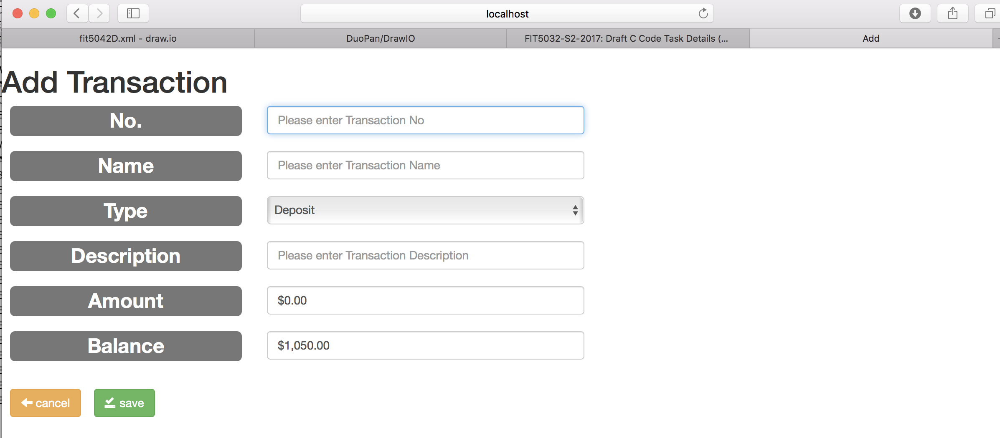 localhost
fit5042D.xml - draw.io
DuoPan/DrawIO
FIT5032-S2-2017: Draft C Code Task Details (...
Add
Add Transaction
No.
Please enter Transaction No
Name
Please enter Transaction Name
Type
Deposit
Description
Please enter Transaction Description
Amount
$0.00
Balance
$1,050.00
cancel
save